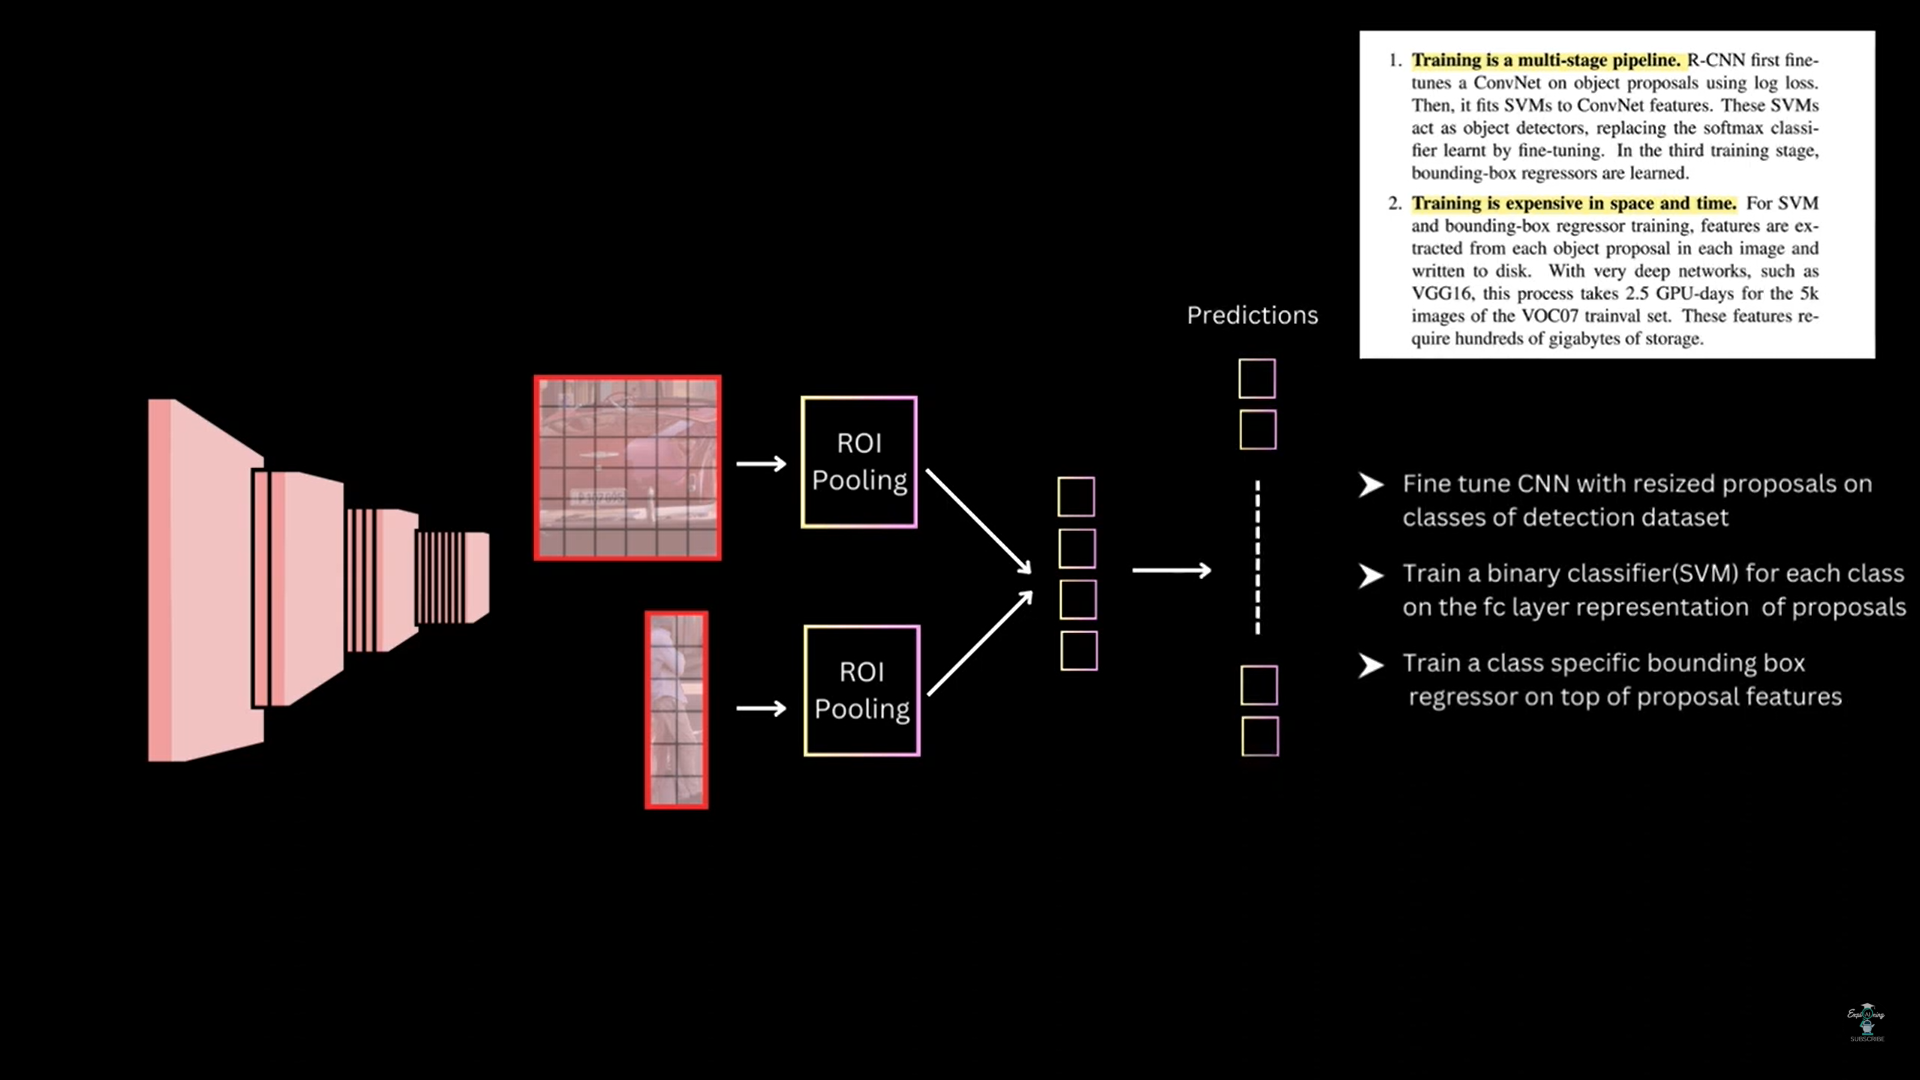 1. Training is a multi-stage pipeline. R-CNN first fine-
tunes a ConvNet on object proposals using log loss.
Then, it fits SVMs to ConvNet features. These SVMs
act as object detectors, replacing the softmax classi-
fier learnt by fine-tuning. In the third training stage,
bounding-box regressors are learned.
2. Training is expensive in space and time. For SVM
and bounding-box regressor training, features are ex-
tracted from each object proposal in each image and
written to disk. With very deep networks, such as
VGG16, this process takes 2.5 GPU-days for the 5k
images of the VOC07 trainval set. These features re-
quire hundreds of gigabytes of storage.
Predictions
ROI
Pooling
ROI
Pooling
Fine tune CNN with resized proposals on
classes of detection dataset
Train a binary classifier(SVM) for each class
on the fc layer representation of proposals
Train a class specific bounding box
regressor on top of proposal features
SUBSCRIBE